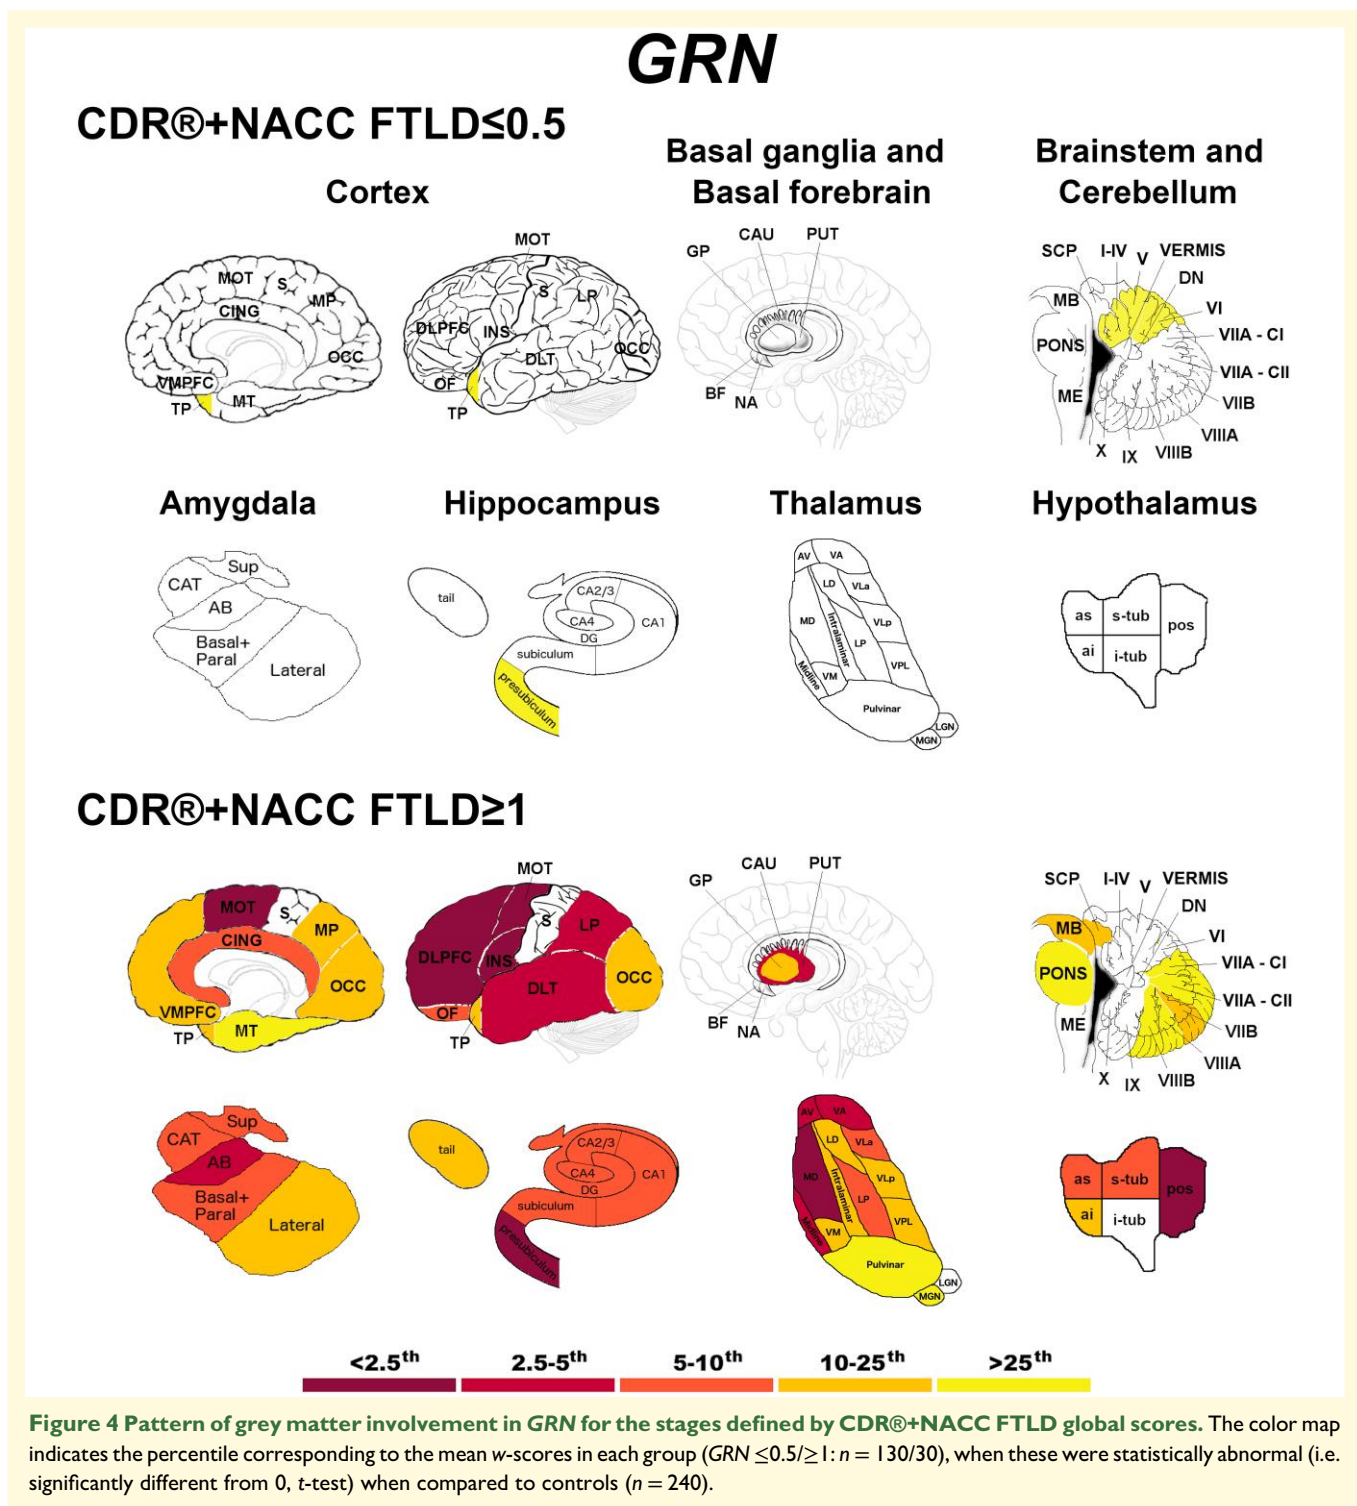 GRN
CDR®+NACC FTLD≤0.5
Cortex
Basal ganglia and
Basal forebrain
Brainstem and
Cerebellum
MOT
S
MP
CING
OCC
VMPFC
TP
MT
MOT
S
LP
DLPFC
INS
DLT
OCC
OF
TP
GP
CAU
PUT
BF
NA
SCP
I-IV
V
VERMIS
DN
MB
VI
PONS
VIIA - CI
VIIA - CII
ME
VIIB
VIIIA
X
IX
VIIIB
Amygdala
Hippocampus
Thalamus
Hypothalamus
Sup
CAT
AB
Basal+
Paral
Lateral
tail
CA2/3
CA4
CA1
DG
subiculum
presubiculum
AV
VA
LD
VLa
MD
Intralaminar
VLp
LP
VPL
Midline
VM
Pulvinar
LGN
MGN
as
s-tub
pos
ai
i-tub
CDR®+NACC FTLD≥1
MOT
S
MP
CING
OCC
VMPFC
TP
MT
MOT
S
LP
DLPFC
INS
DLT
OCC
OF
TP
GP
CAU
PUT
BF
NA
SCP
I-IV
V
VERMIS
DN
MB
VI
PONS
VIIA - CI
VIIA - CII
ME
VIIB
VIIIA
X
IX
VIIIB
Sup
CAT
AB
Basal+
Paral
Lateral
tail
CA2/3
CA4
CA1
DG
subiculum
presubiculum
AV
VA
LD
VLa
MD
Intralaminar
VLp
LP
VPL
Midline
VM
Pulvinar
LGN
MGN
as
s-tub
pos
ai
i-tub
<2.5th
2.5-5th
5-10th
10-25th
>25th
Figure 4 Pattern of grey matter involvement in GRN for the stages defined by CDR®+NACC FTLD global scores. The color map
indicates the percentile corresponding to the mean w-scores in each group (GRN ≤0.5/≥1: n = 130/30), when these were statistically abnormal (i.e.
significantly different from 0, t-test) when compared to controls (n = 240).